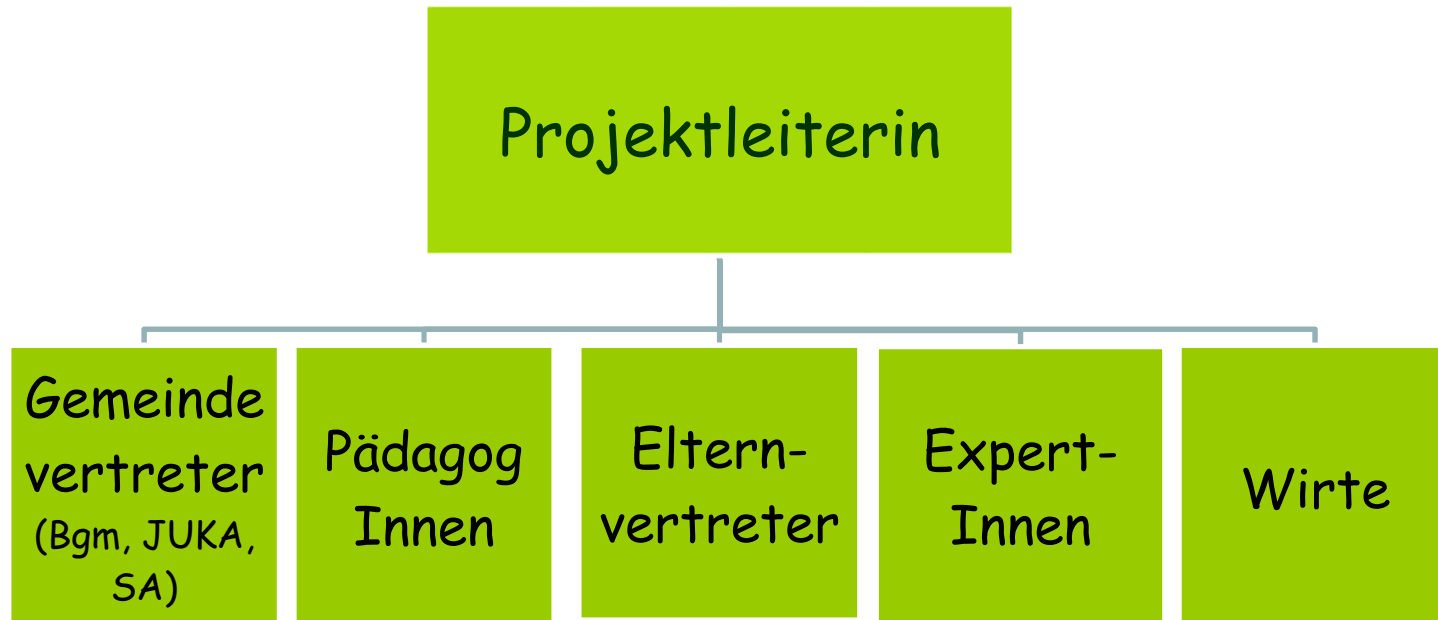 Projektleiterin
Gemeinde
vertreter
(Bgm, JUKA,
SA)
Pädagog
Innen
Eltern-
vertreter
Expert-
Innen
Wirte